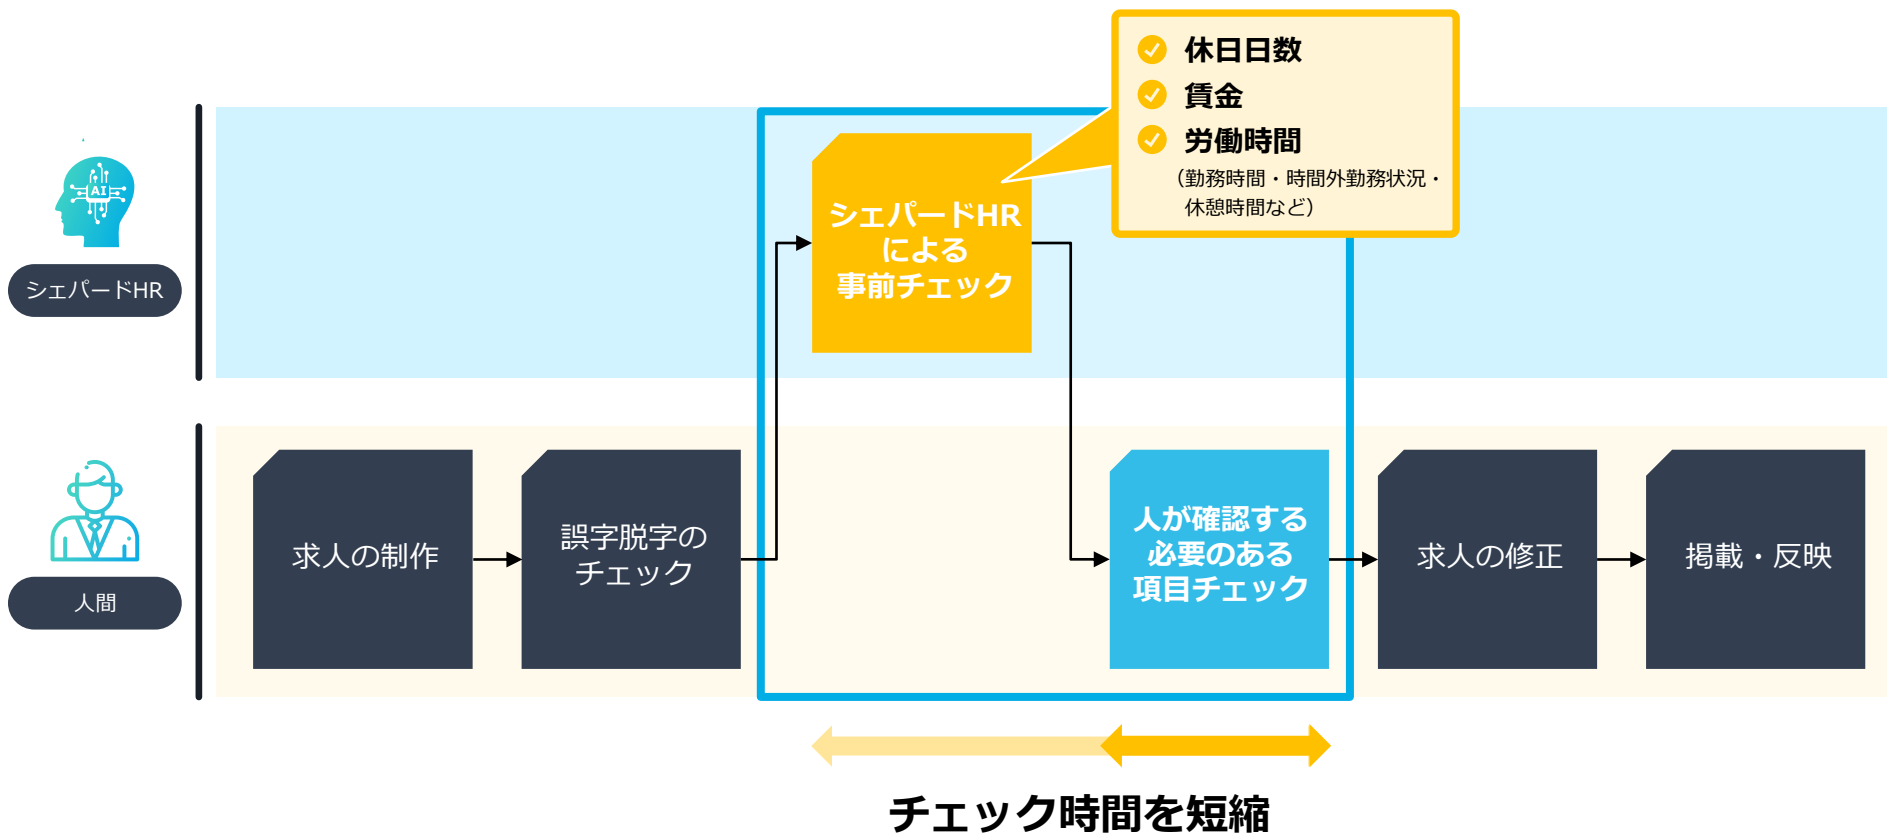 休日日数
賃金
労働時間
（勤務時間・時間外勤務状況・
休憩時間など）
AI
シェパードHR
シェパードHR
による
事前チェック
人間
求人の制作
誤字脱字の
チェック
人が確認する
必要のある
項目チェック
求人の修正
掲載・反映
チェック時間を短縮